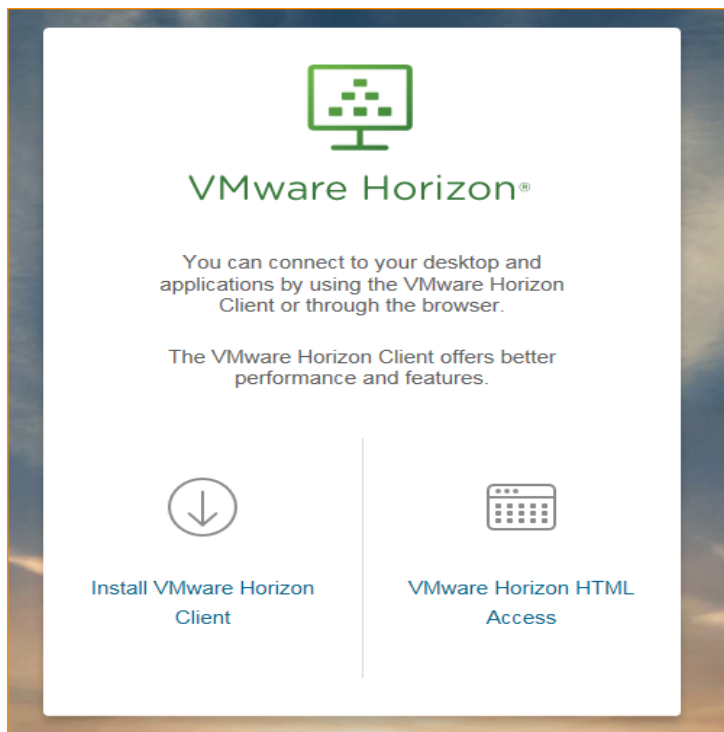 VMware Horizon®
You can connect to your desktop and
applications by using the VMware Horizon
Client or through the browser.
The VMware Horizon Client offers better
performance and features.
Install VMware Horizon
Client
VMware Horizon HTML
Access